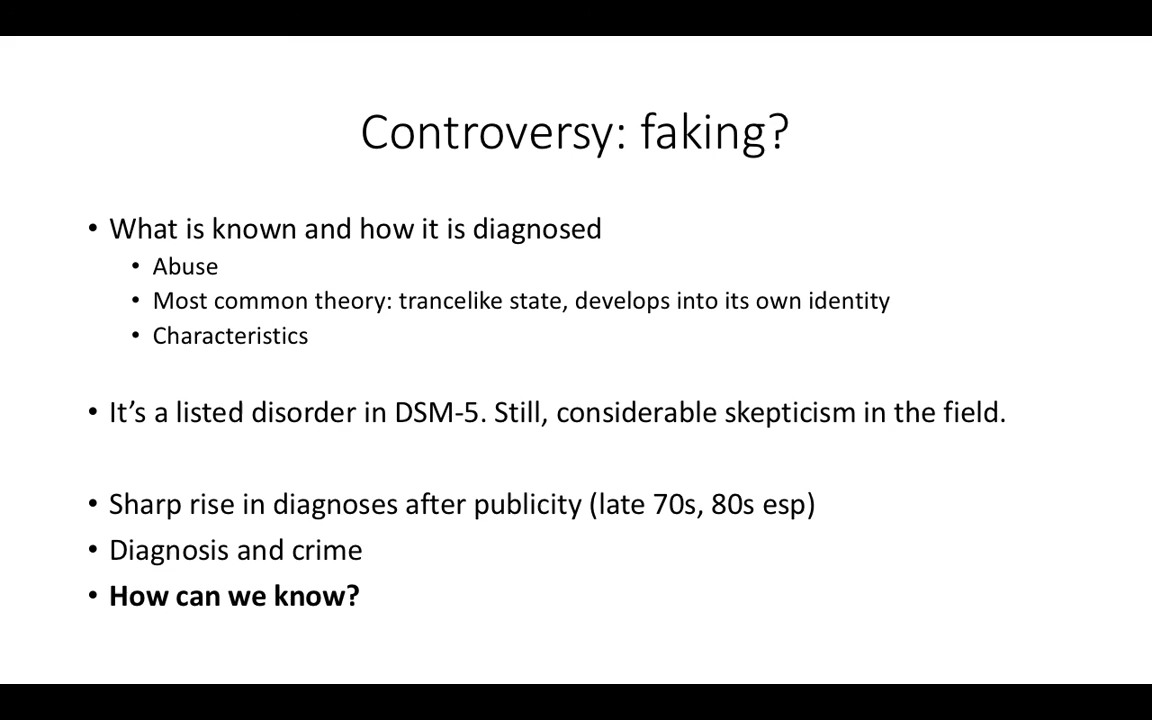 Controversy: faking?
• What is known and how it is diagnosed
• Abuse
• Most common theory: trancelike state, develops into its own identity
• Characteristics
• It’s a listed disorder in DSM-5. Still, considerable skepticism in the field.
• Sharp rise in diagnoses after publicity (late 70s, 80s esp)
• Diagnosis and crime
• How can we know?